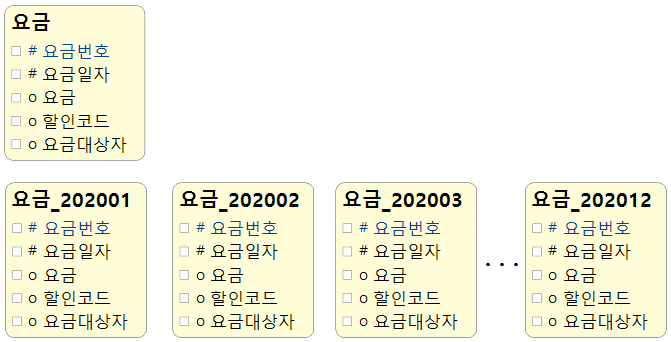 요금
# 요금번호
# 요금일자
o 요금
o 할인코드
o 요금대상자
요금_202001
# 요금번호
# 요금일자
o 요금
o 할인코드
o 요금대상자
요금_202002
# 요금번호
# 요금일자
o 요금
o 할인코드
o 요금대상자
요금_202003
# 요금번호
# 요금일자
o 요금
o 할인코드
o 요금대상자
...
요금_202012
# 요금번호
# 요금일자
o 요금
o 할인코드
o 요금대상자